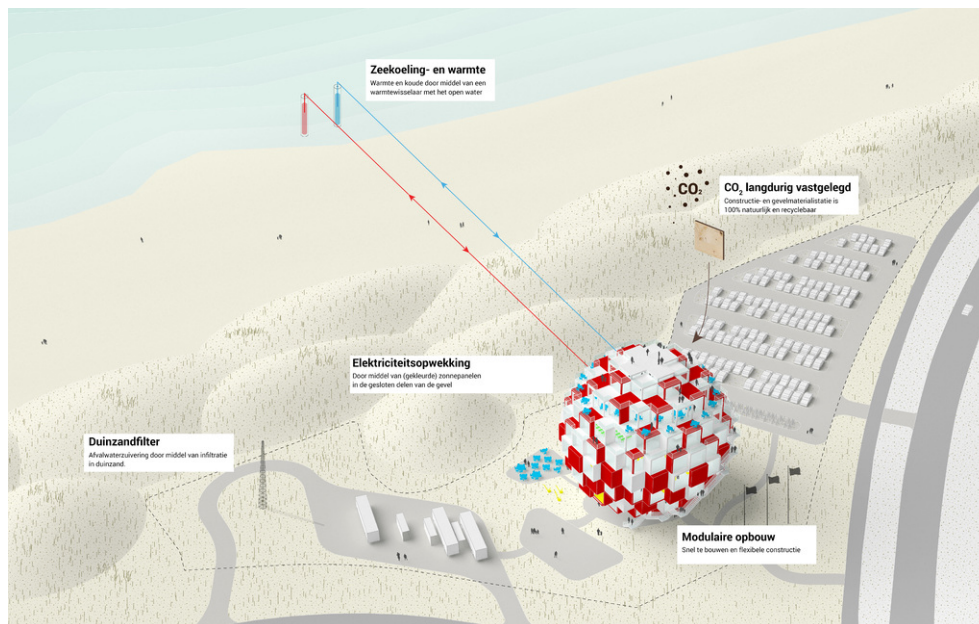 Zeekoeling- en warmte
Warmte en koude door middel van een
warmtewisselaar met het open water
CO₂
CO₂ langdurig vastgelegd
Constructie- en gevelmaterialistatie is
100% natuurlijk en recyclebaar
Elektriciteitsopwekking
Door middel van (gekleurde) zonnepanelen
in de gesloten delen van de gevel
Duinzandfilter
Afvalwaterzuivering door middel van infiltratie
in duinzand.
Modulaire opbouw
Snel te bouwen en flexibele constructie